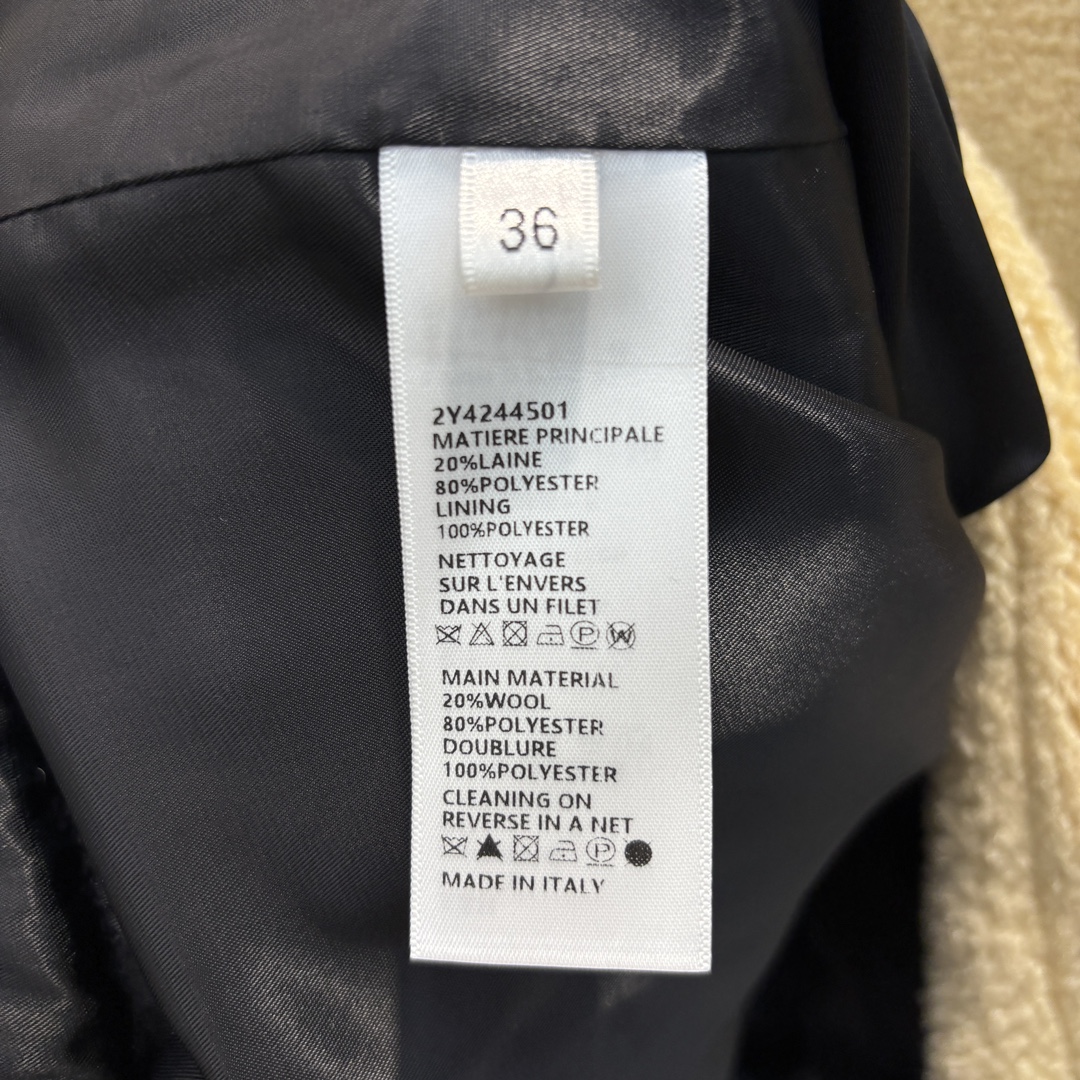 36
2Y4244501
MATIERE PRINCIPALE
20%LAINE
80%POLYESTER
LINING
100%POLYESTER
NETTOYAGE
SUR L'ENVERS
DANS UN FILET
P W
MAIN MATERIAL
20%WOOL
80%POLYESTER
DOUBLURE
100%POLYESTER
CLEANING ON
REVERSE IN A NET
P
MADE IN ITALY